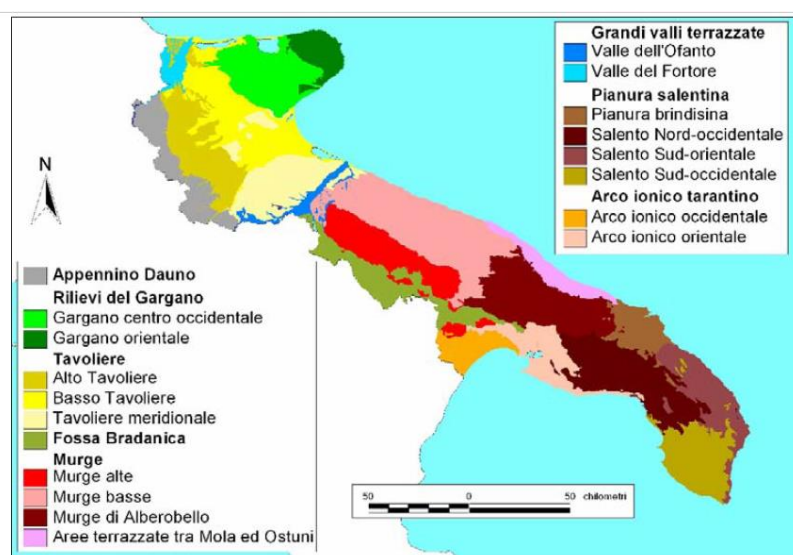 Grandi valli terrazzate
Valle dell'Ofanto
Valle del Fortore
Pianura salentina
Pianura brindisina
Salento Nord-occidentale
Salento Sud-orientale
Salento Sud-occidentale
Arco ionico tarantino
Arco ionico occidentale
Arco ionico orientale
N
Appennino Dauno
Rilievi del Gargano
Gargano centro occidentale
Gargano orientale
Tavoliere
Alto Tavoliere
Basso Tavoliere
Tavoliere meridionale
Fossa Bradanica
Murge
Murge alte
Murge basse
Murge di Alberobello
Aree terrazzate tra Mola ed Ostuni
50 0 50 chilometri